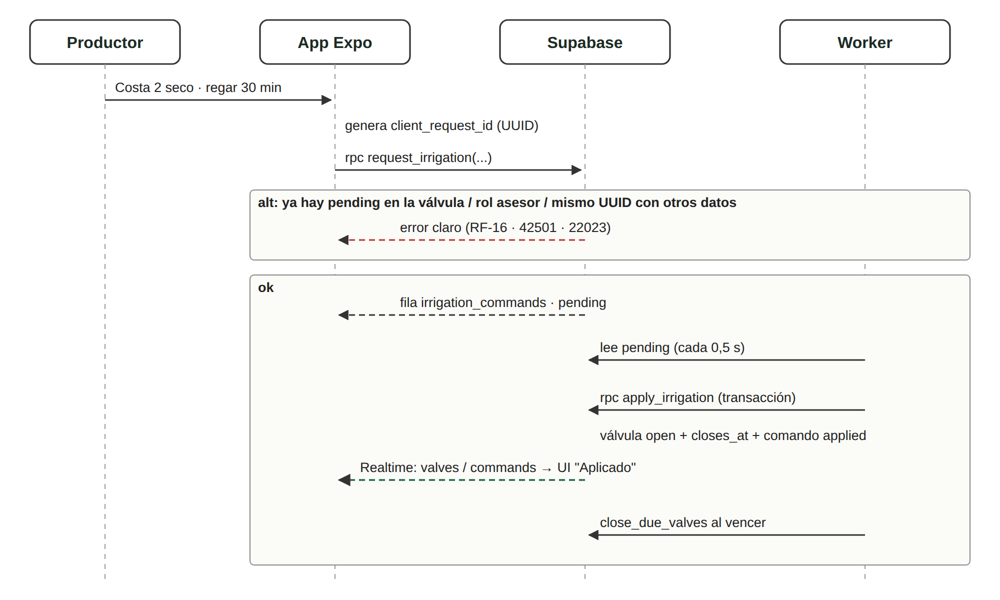 Productor
App Expo
Supabase
Worker
Costa 2 seco · regar 30 min
genera client_request_id (UUID)
rpc request_irrigation(...)
alt: ya hay pending en la válvula / rol asesor / mismo UUID con otros datos
error claro (RF-16 · 42501 · 22023)
ok
fila irrigation_commands · pending
lee pending (cada 0,5 s)
rpc apply_irrigation (transacción)
válvula open + closes_at + comando applied
Realtime: valves / commands → UI "Aplicado"
close_due_valves al vencer